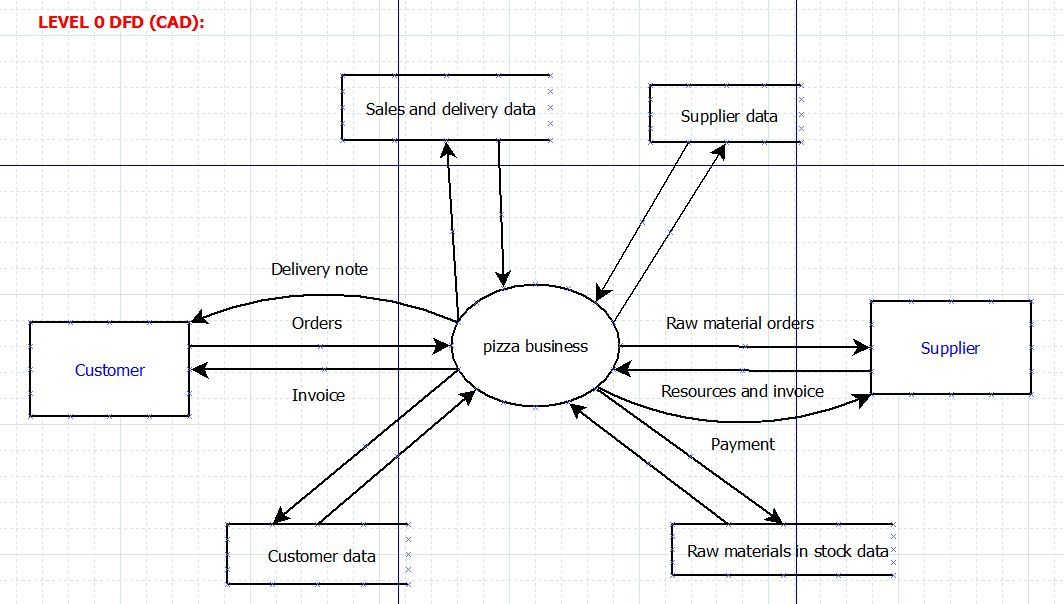 LEVEL 0 DFD (CAD):
Sales and delivery data
Supplier data
Delivery note
Orders
Raw material orders
pizza business
Supplier
Customer
Invoice
Resources and invoice
Payment
Customer data
Raw materials in stock data